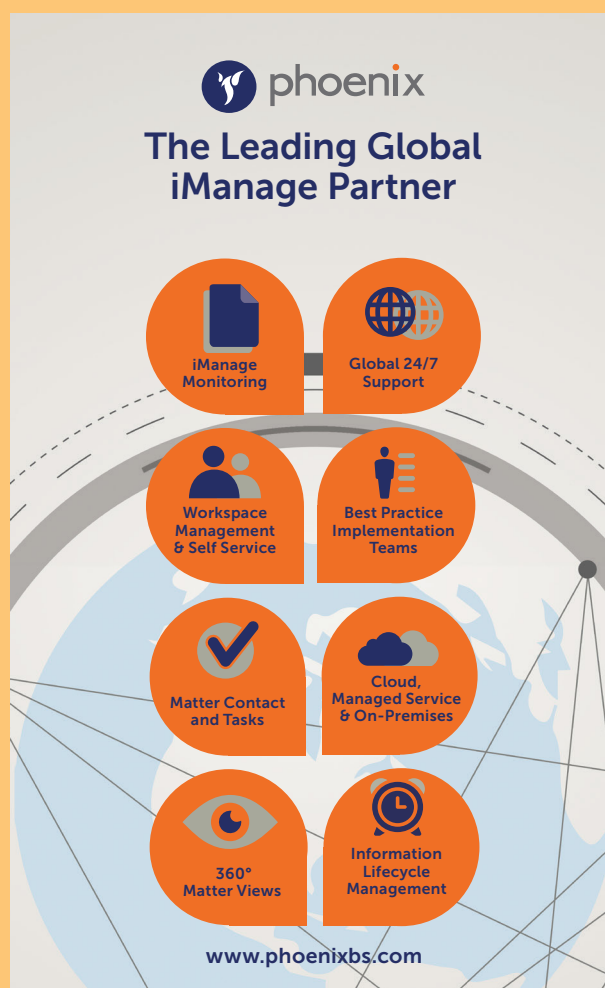 phoenix
The Leading Global
iManage Partner
iManage
Monitoring
Global 24/7
Support
Workspace
Management
& Self Service
Best Practice
Implementation
Teams
Matter Contact
and Tasks
Cloud,
Managed Service
& On-Premises
360°
Matter Views
Information
Lifecycle
Management
www.phoenixbs.com